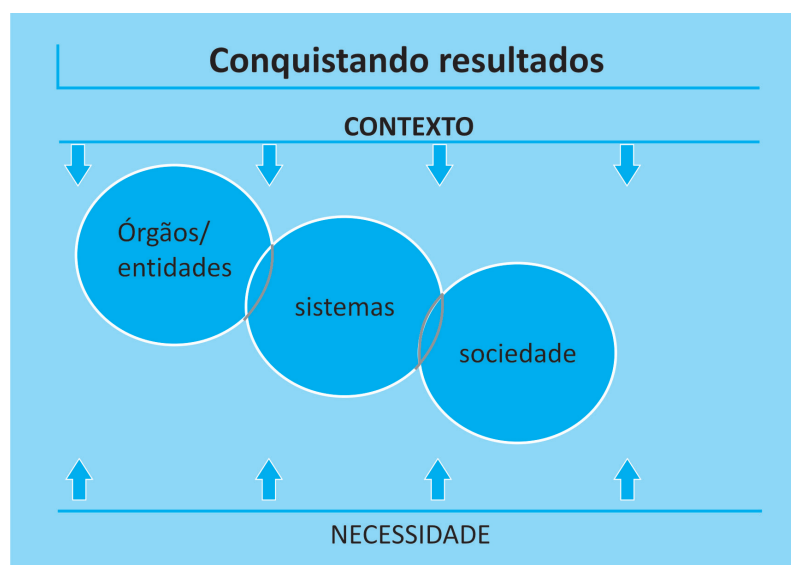 Conquistando resultados
CONTEXTO
Órgãos/
entidades
sistemas
sociedade
NECESSIDADE